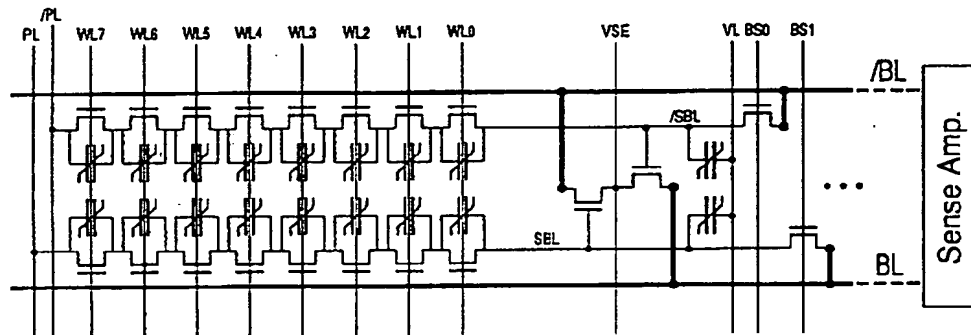 /PL
PL WL7 WL6 WL5 WL4 WL3 WL2 WL1 WL0 VSE VL BS0 BS1
/BL
/SBL
SBL
BL
Sense Amp.